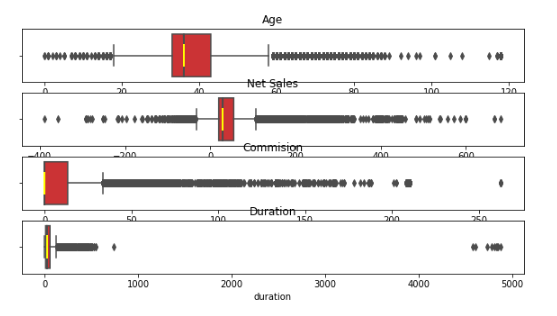 Age
0 20 40 60 80 100 120
Net Sales
−400 −200 0 200 400 600
Commision
0 50 100 150 200 250
Duration
0 1000 2000 3000 4000 5000
duration